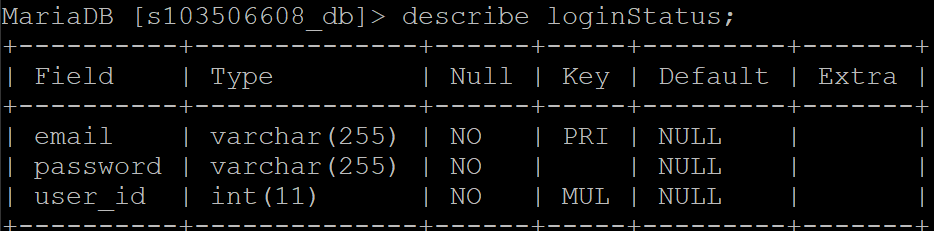 MariaDB [s103506608_db]> describe loginStatus;
+----------+--------------+------+-----+---------+-------+
| Field    | Type         | Null | Key | Default | Extra |
+----------+--------------+------+-----+---------+-------+
| email    | varchar(255) | NO   | PRI | NULL    |       |
| password | varchar(255) | NO   |     | NULL    |       |
| user_id  | int(11)      | NO   | MUL | NULL    |       |
+----------+--------------+------+-----+---------+-------+